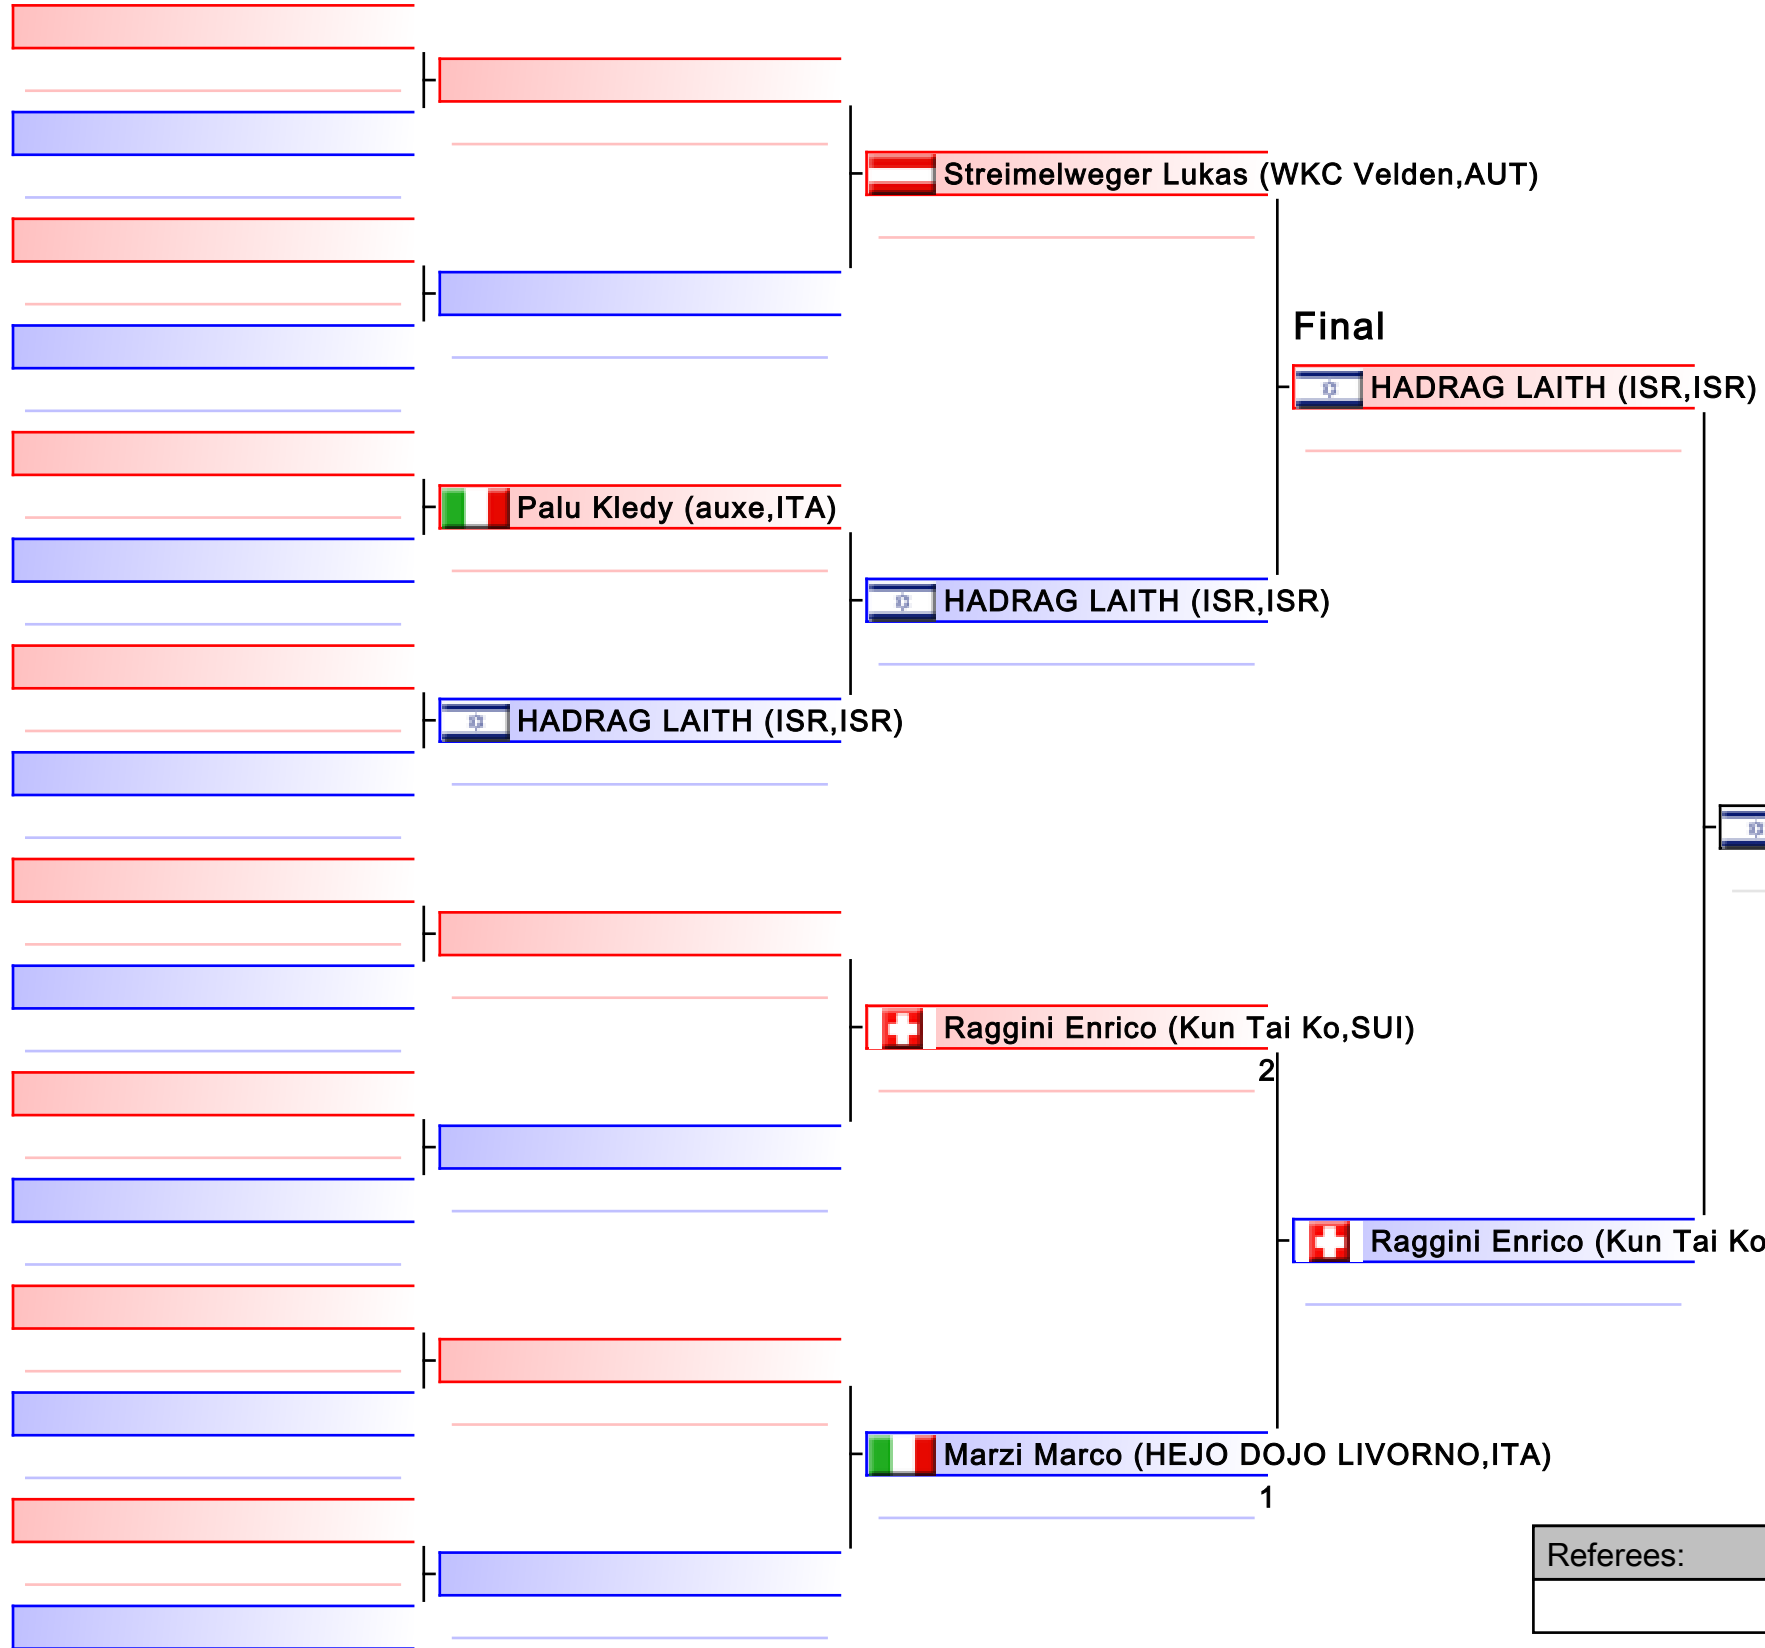 Streimelweger Lukas (WKC Velden,AUT)
Final
HADRAG LAITH (ISR,ISR)
Palu Kledy (auxe,ITA)
HADRAG LAITH (ISR,ISR)
HADRAG LAITH (ISR,ISR)
Raggini Enrico (Kun Tai Ko,SUI)
2
Raggini Enrico (Kun Tai Ko
Marzi Marco (HEJO DOJO LIVORNO,ITA)
1
Referees: